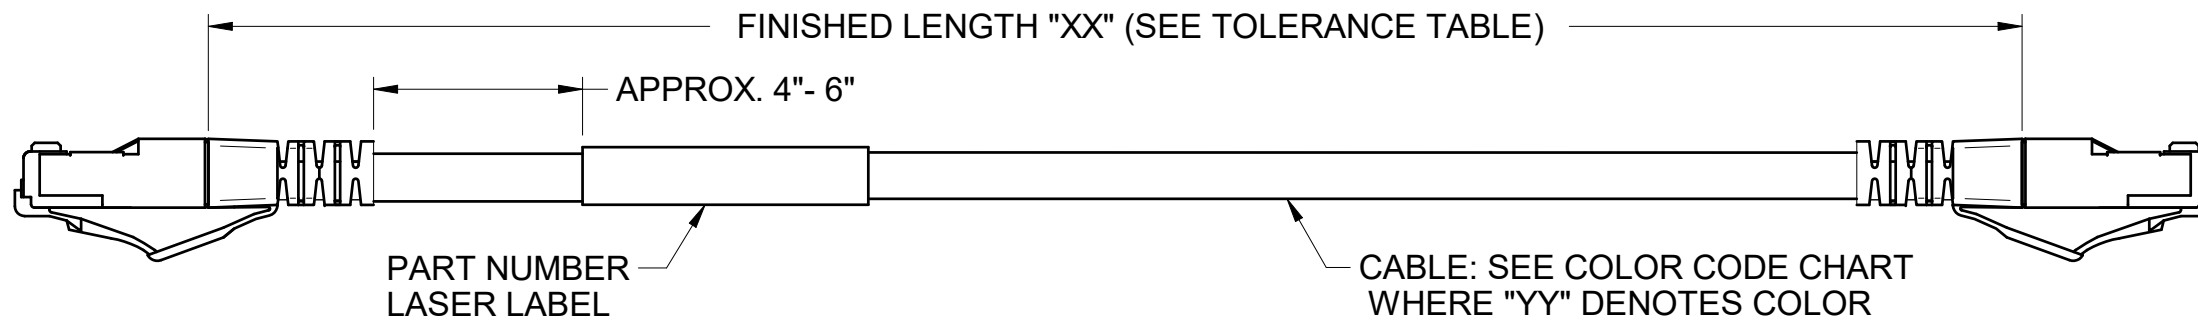 FINISHED LENGTH "XX" (SEE TOLERANCE TABLE)
APPROX. 4"- 6"
PART NUMBER
LASER LABEL
CABLE: SEE COLOR CODE CHART
WHERE "YY" DENOTES COLOR